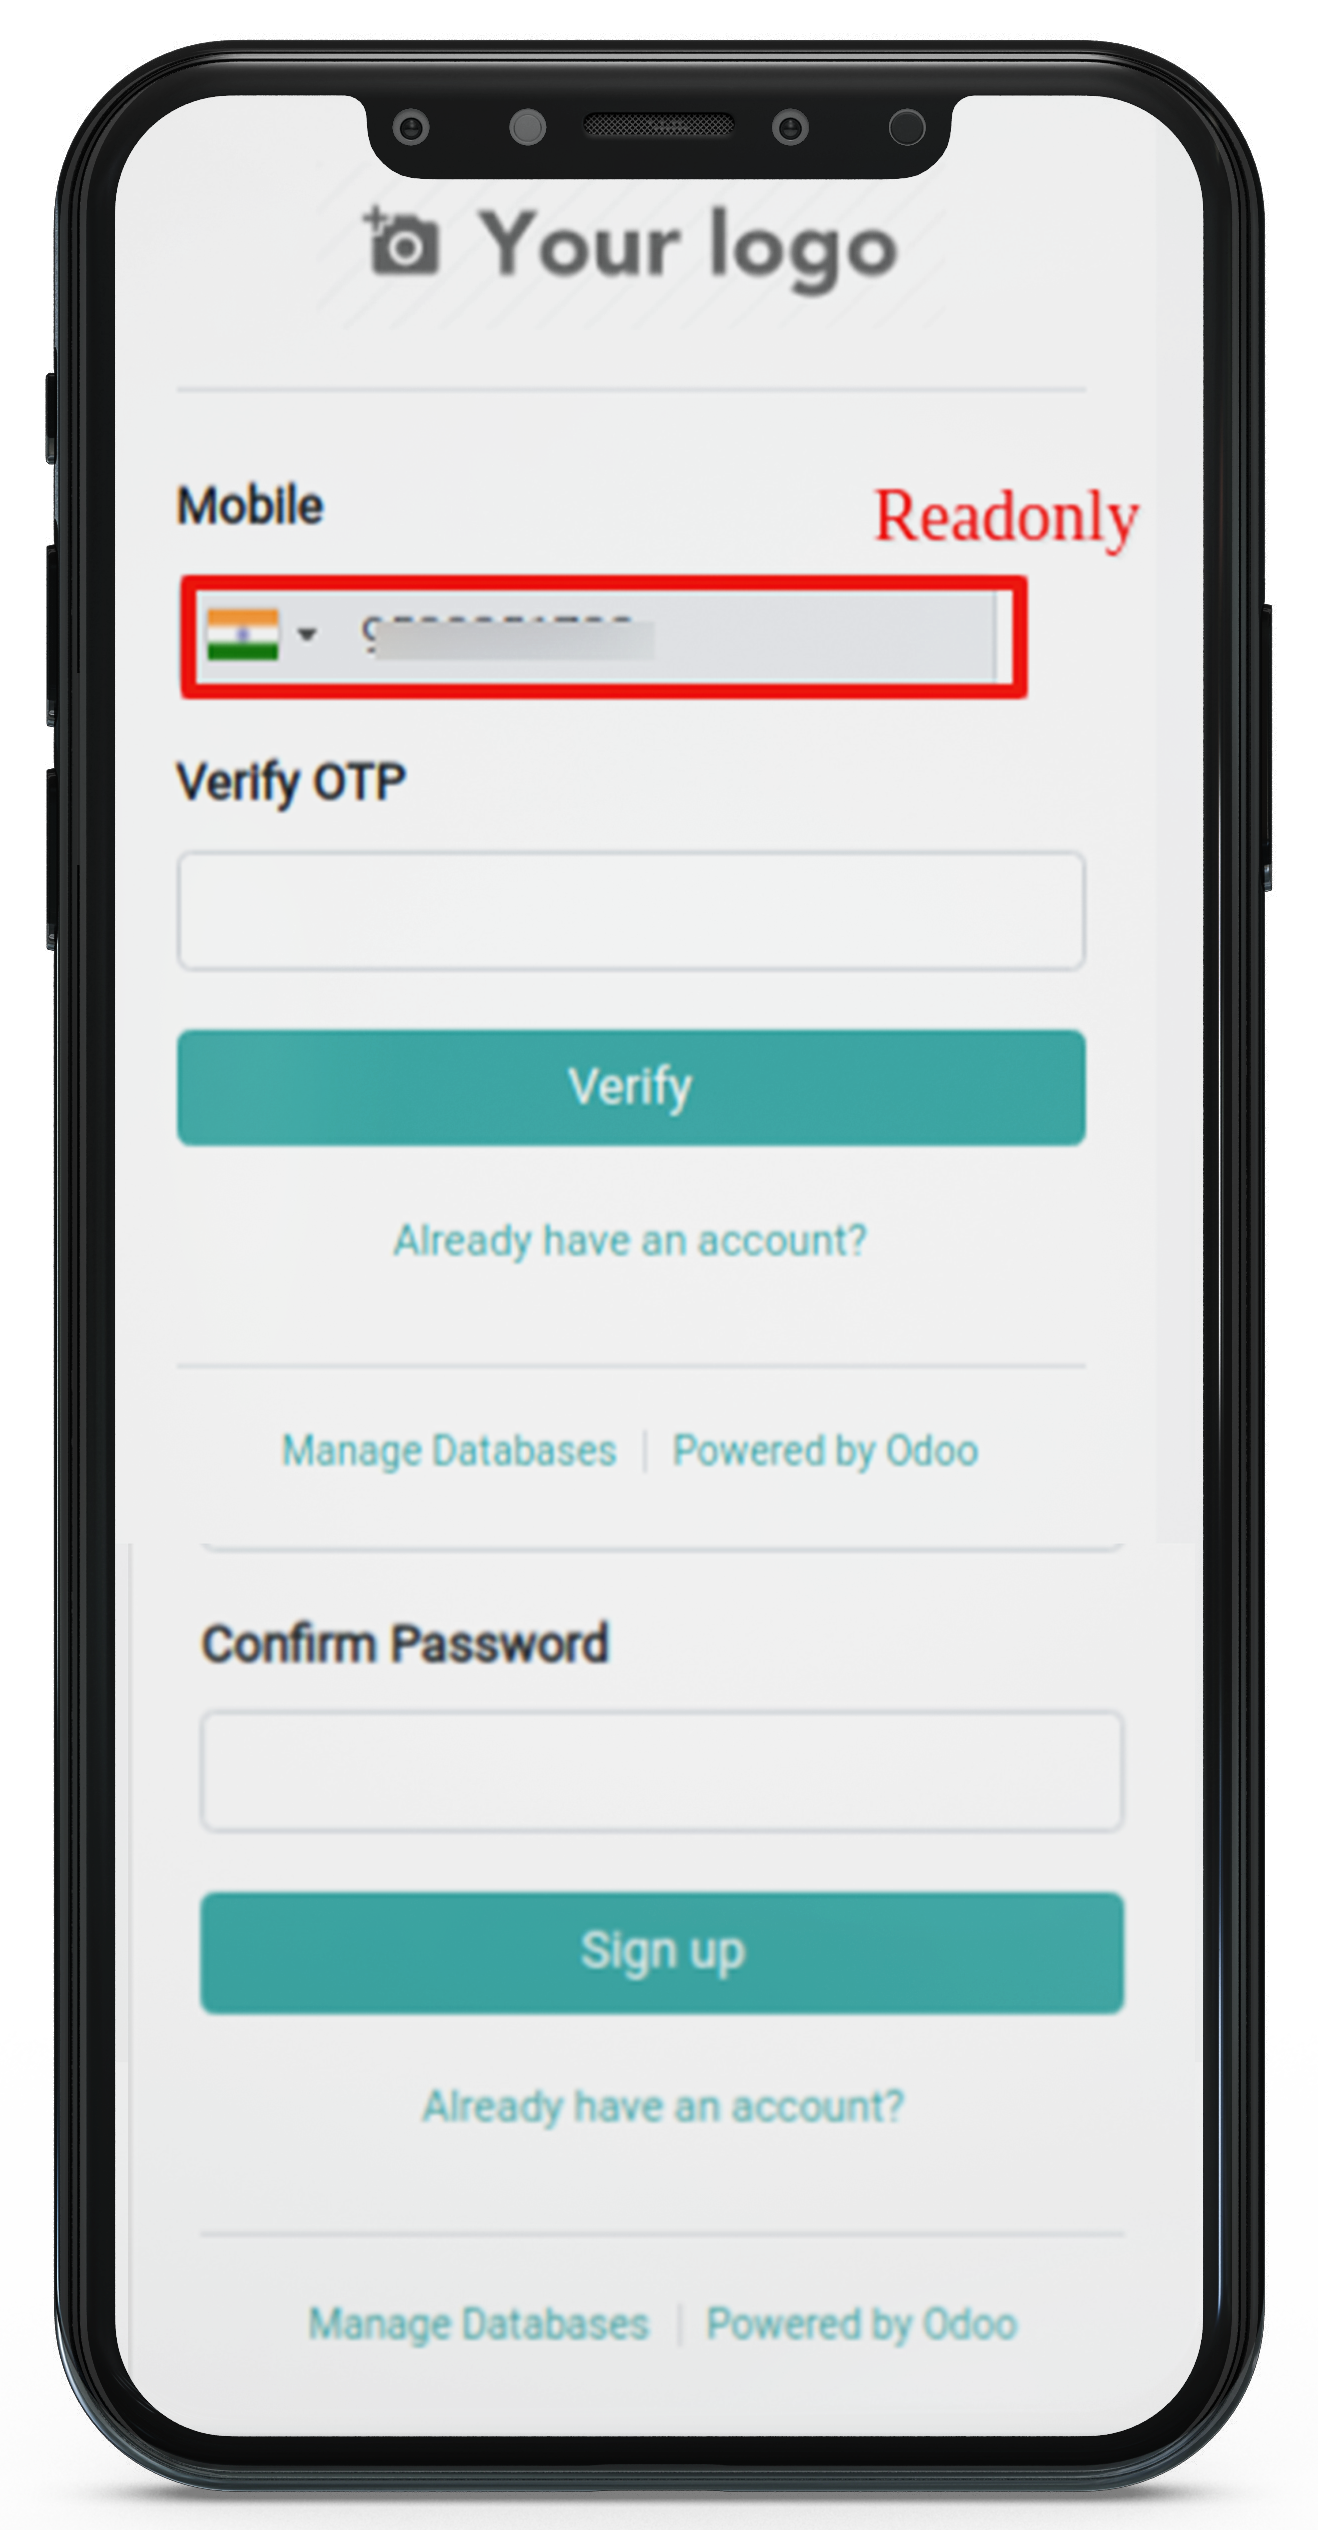 Your logo
Mobile
Readonly
Verify OTP
Verify
Already have an account?
Manage Databases | Powered by Odoo
Confirm Password
Sign up
Already have an account?
Manage Databases | Powered by Odoo